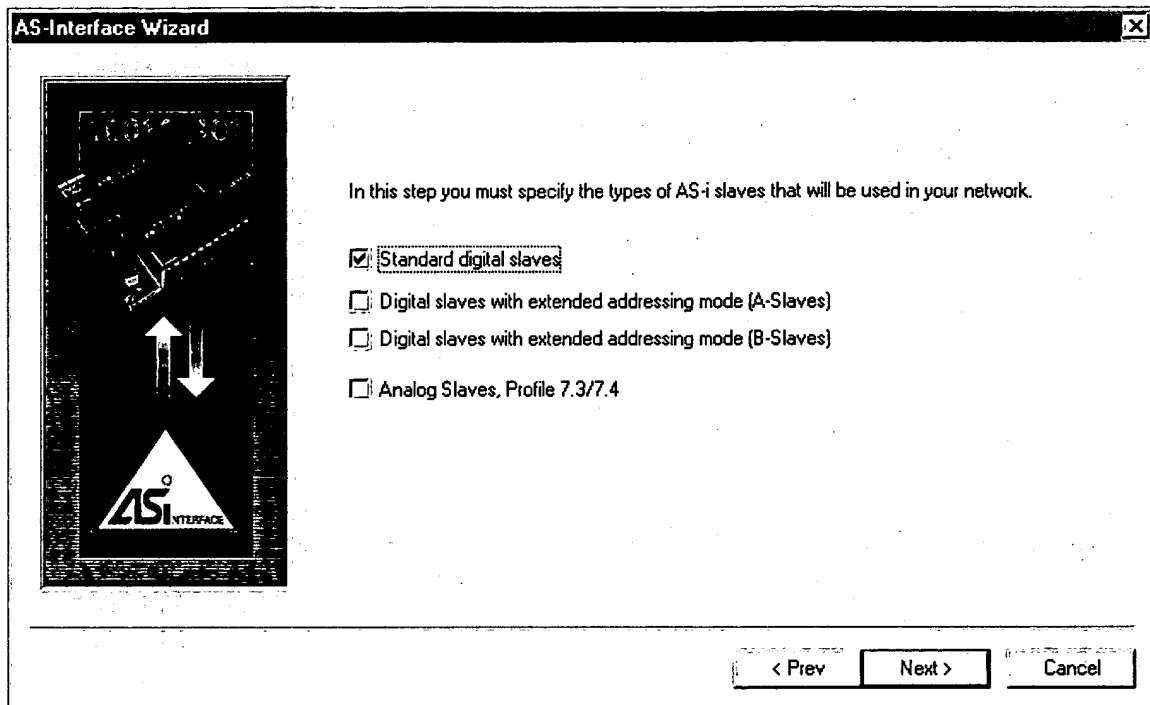 AS-Interface Wizard
In this step you must specify the types of AS-i slaves that will be used in your network.
Standard digital slaves
Digital slaves with extended addressing mode (A-Slaves)
Digital slaves with extended addressing mode (B-Slaves)
Analog Slaves, Profile 7.3/7.4
ASi NTERFACE
< Prev
Next >
Cancel